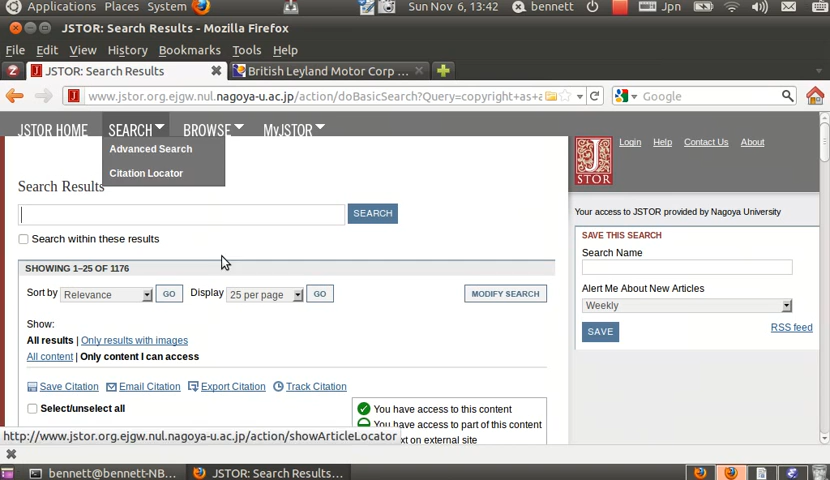 Applications Places System Sun Nov 6, 13:42 bennett Jpn
JSTOR: Search Results - Mozilla Firefox
File Edit View History Bookmarks Tools Help
JSTOR: Search Results British Leyland Motor Corp ...
www.jstor.org.ejgw.nul.nagoya-u.ac.jp/action/doBasicSearch?Query=copyright+as+a Google
JSTOR HOME SEARCH BROWSE MyJSTOR
Advanced Search
Citation Locator
Login Help Contact Us About
JSTOR
Search Results
SEARCH
Search within these results
Your access to JSTOR provided by Nagoya University
SAVE THIS SEARCH
Search Name
Alert Me About New Articles
Weekly
SAVE RSS feed
SHOWING 1–25 OF 1176
Sort by Relevance GO Display 25 per page GO MODIFY SEARCH
Show:
All results | Only results with images
All content | Only content I can access
Save Citation Email Citation Export Citation Track Citation
Select/unselect all
You have access to this content
You have access to part of this content
ext on external site
http://www.jstor.org.ejgw.nul.nagoya-u.ac.jp/action/showArticleLocator
bennett@bennett-NB... JSTOR: Search Results...